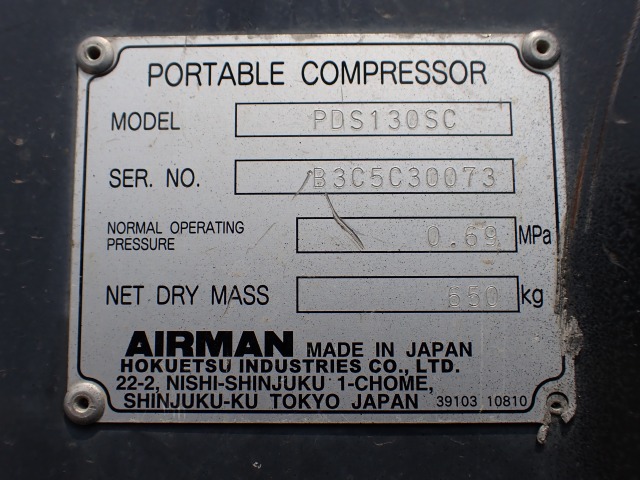 PORTABLE COMPRESSOR
MODEL PDS130SC
SER. NO. B3C5C30073
NORMAL OPERATING
PRESSURE 0.69 MPa
NET DRY MASS 650 kg
AIRMAN MADE IN JAPAN
HOKUETSU INDUSTRIES CO., LTD.
22-2, NISHI-SHINJUKU 1-CHOME,
SHINJUKU-KU TOKYO JAPAN 39103 10810